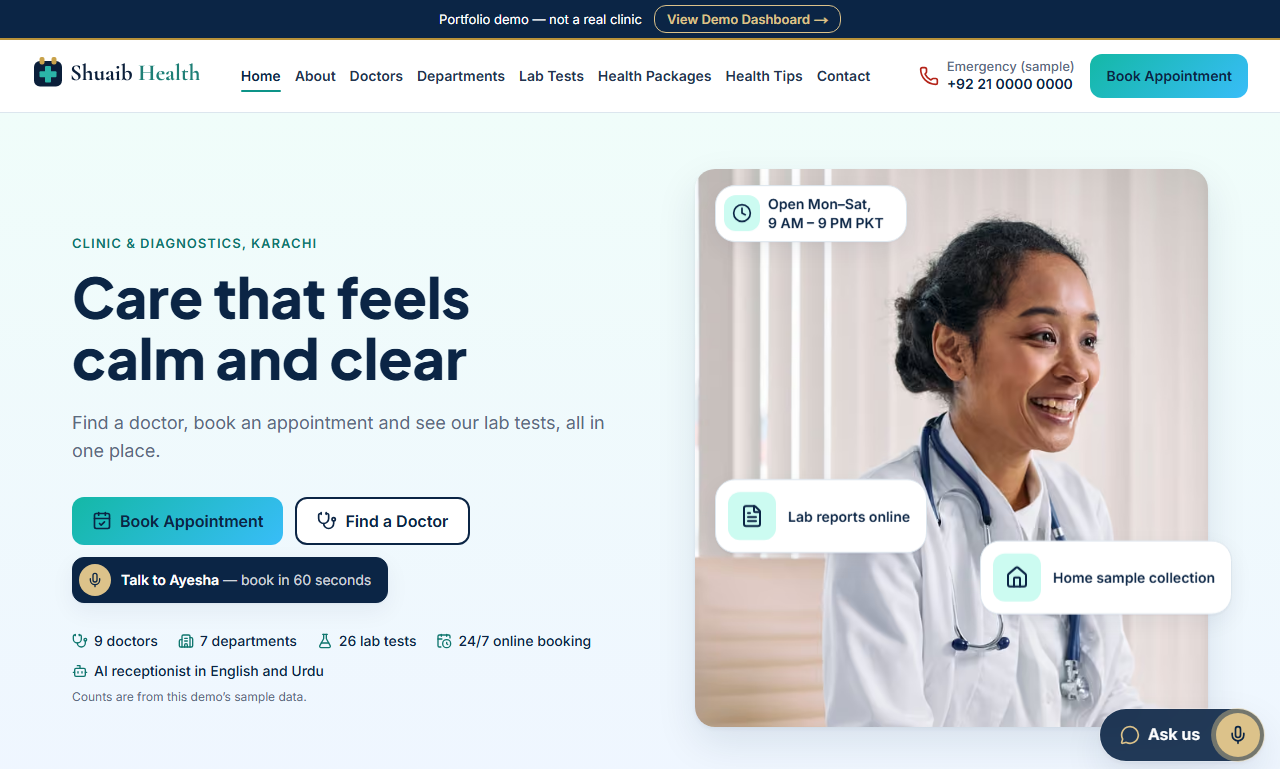 Portfolio demo — not a real clinic
View Demo Dashboard →
Shuaib Health
Home
About
Doctors
Departments
Lab Tests
Health Packages
Health Tips
Contact
Emergency (sample)
+92 21 0000 0000
Book Appointment
CLINIC & DIAGNOSTICS, KARACHI
Care that feels
calm and clear
Find a doctor, book an appointment and see our lab tests, all in
one place.
Book Appointment
Find a Doctor
Talk to Ayesha — book in 60 seconds
9 doctors
7 departments
26 lab tests
24/7 online booking
AI receptionist in English and Urdu
Counts are from this demo’s sample data.
Open Mon–Sat,
9 AM – 9 PM PKT
Lab reports online
Home sample collection
Ask us